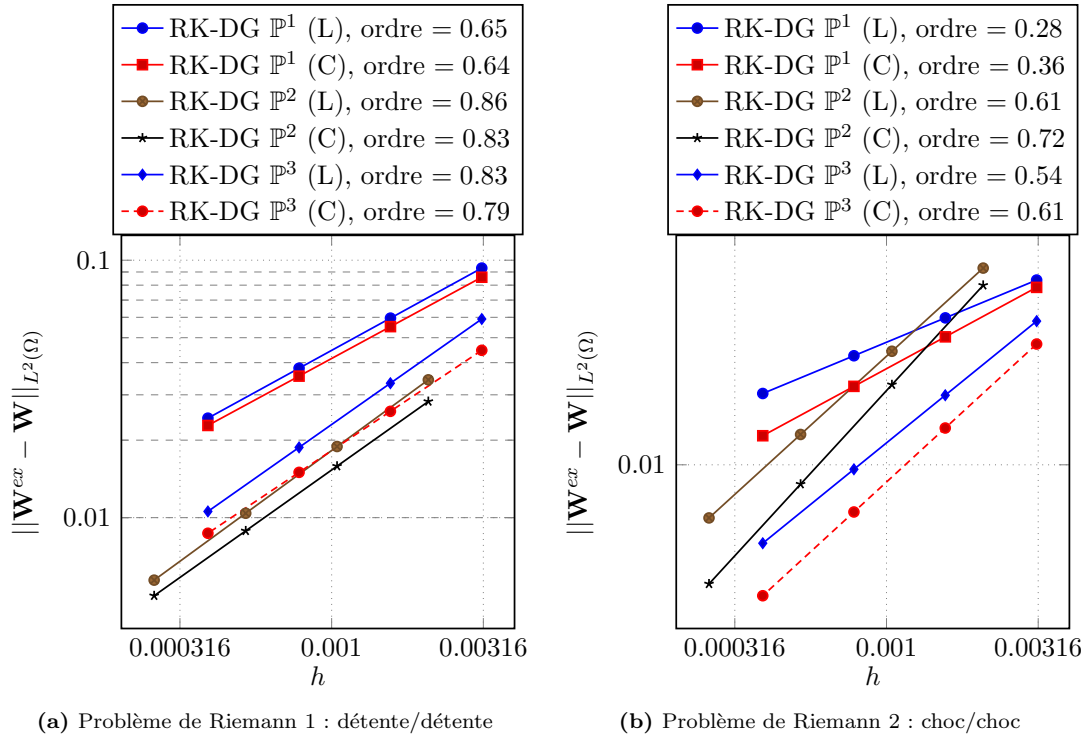 RK-DG ℙ¹ (L), ordre = 0.65
RK-DG ℙ¹ (C), ordre = 0.64
RK-DG ℙ² (L), ordre = 0.86
RK-DG ℙ² (C), ordre = 0.83
RK-DG ℙ³ (L), ordre = 0.83
RK-DG ℙ³ (C), ordre = 0.79
0.1
0.01
||W^{ex} − W||_{L²(Ω)}
0.000316 0.001 0.00316
h
(a) Problème de Riemann 1 : détente/détente
RK-DG ℙ¹ (L), ordre = 0.28
RK-DG ℙ¹ (C), ordre = 0.36
RK-DG ℙ² (L), ordre = 0.61
RK-DG ℙ² (C), ordre = 0.72
RK-DG ℙ³ (L), ordre = 0.54
RK-DG ℙ³ (C), ordre = 0.61
0.01
||W^{ex} − W||_{L²(Ω)}
0.000316 0.001 0.00316
h
(b) Problème de Riemann 2 : choc/choc